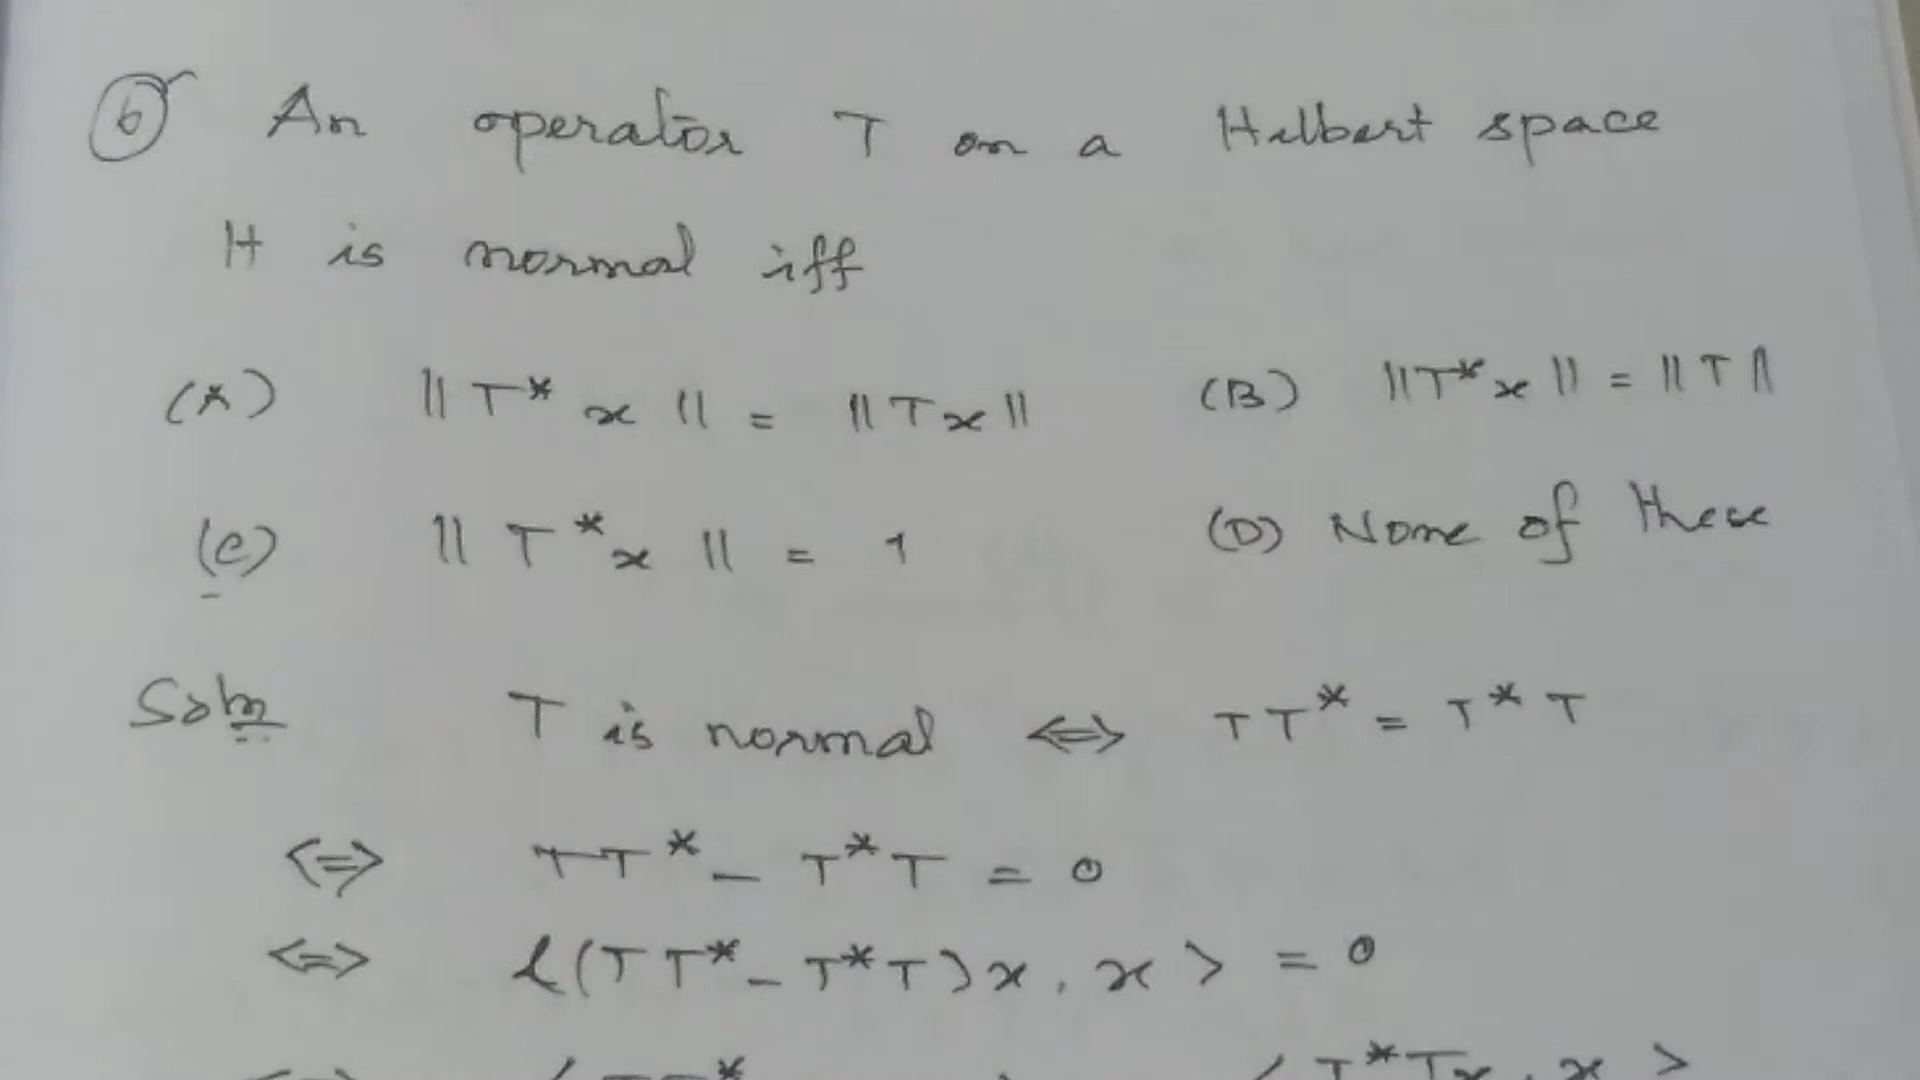 6 An operator T on a Hilbert space
H is normal iff
(A) || T* x || = || Tx || (B) || T* x || = || T ||
(C) || T* x || = 1 (D) None of these
Soln T is normal <=> TT* = T* T
<=> TT* - T*T = 0
<=> <(TT* - T*T)x, x> = 0
T*Tx, x >